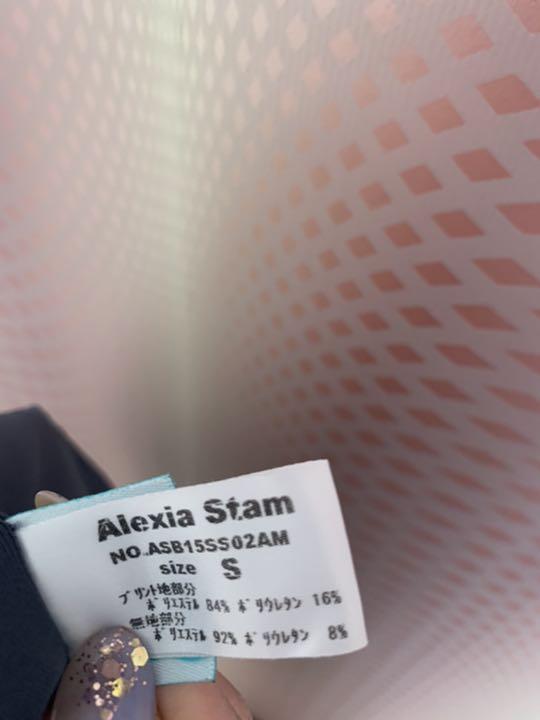 Alexia Stam
NO.ASB15SS02AM
size S
プリント地部分
ポリエステル 84% ポリウレタン 16%
無地部分
ポリエステル 92% ポリウレタン 8%